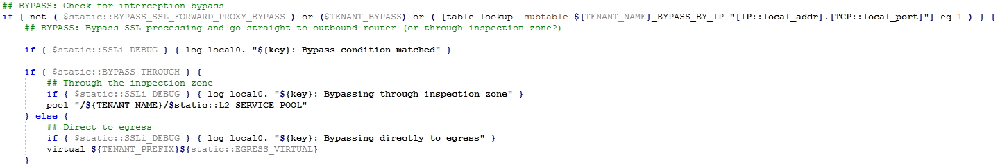 ## BYPASS: Check for interception bypass
if { not ( $static::BYPASS_SSL_FORWARD_PROXY_BYPASS ) or ($TENANT_BYPASS) or ( [table lookup -subtable ${TENANT_NAME}_BYPASS_BY_IP "[IP::local_addr].[TCP::local_port]"] eq 1 ) } {
## BYPASS: Bypass SSL processing and go straight to outbound router (or through inspection zone?)
if { $static::SSLi_DEBUG } { log local0. "${key}: Bypass condition matched" }
if { $static::BYPASS_THROUGH } {
## Through the inspection zone
if { $static::SSLi_DEBUG } { log local0. "${key}: Bypassing through inspection zone" }
pool "/${TENANT_NAME}/$static::L2_SERVICE_POOL"
} else {
## Direct to egress
if { $static::SSLi_DEBUG } { log local0. "${key}: Bypassing directly to egress" }
virtual ${TENANT_PREFIX}${static::EGRESS_VIRTUAL}
}